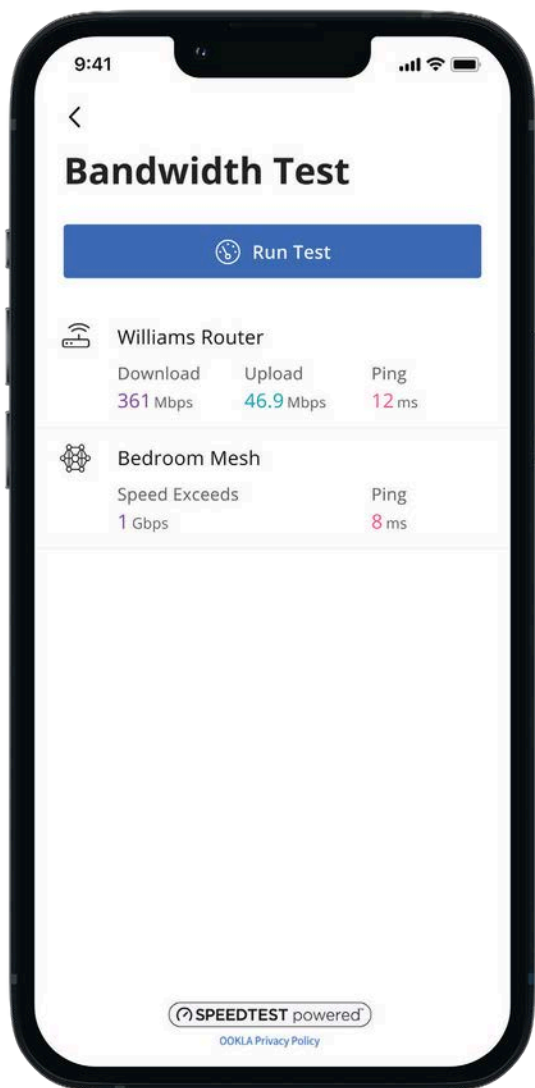 9:41
Bandwidth Test
Run Test
Williams Router
Download Upload Ping
361 Mbps 46.9 Mbps 12 ms
Bedroom Mesh
Speed Exceeds Ping
1 Gbps 8 ms
SPEEDTEST powered™
OOKLA Privacy Policy